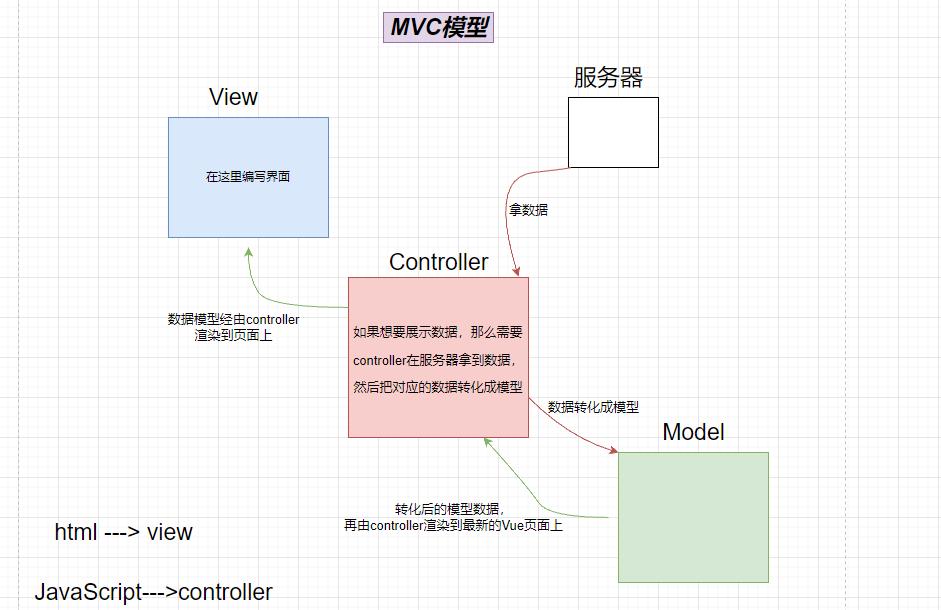 MVC模型
服务器
View
在这里编写界面
拿数据
Controller
数据模型经由controller
渲染到页面上
如果想要展示数据，那么需要
controller在服务器拿到数据，
然后把对应的数据转化成模型
数据转化成模型
Model
转化后的模型数据，
再由controller渲染到最新的Vue页面上
html ---> view
JavaScript--->controller